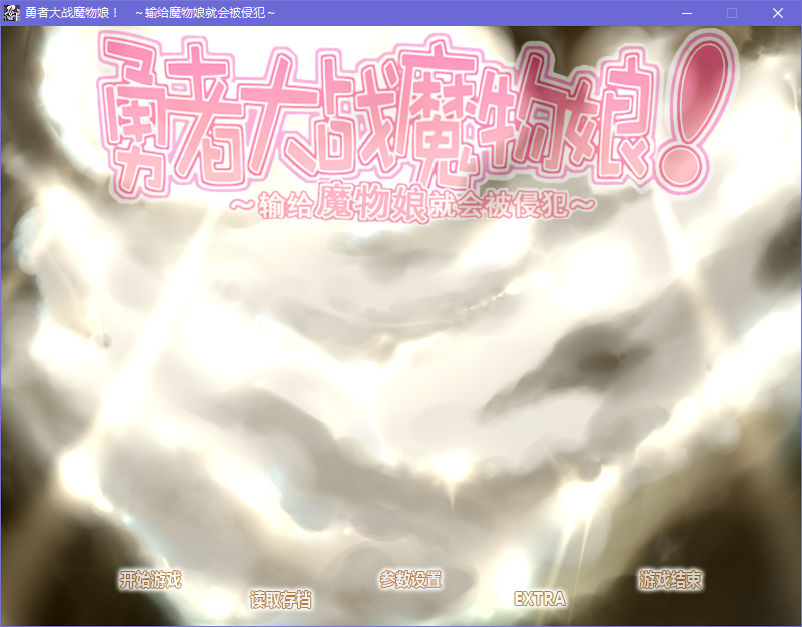 勇者大战魔物娘！　～输给魔物娘就会被侵犯～
勇者大战魔物娘！
～输给魔物娘就会被侵犯～
开始游戏
读取存档
参数设置
EXTRA
游戏结束